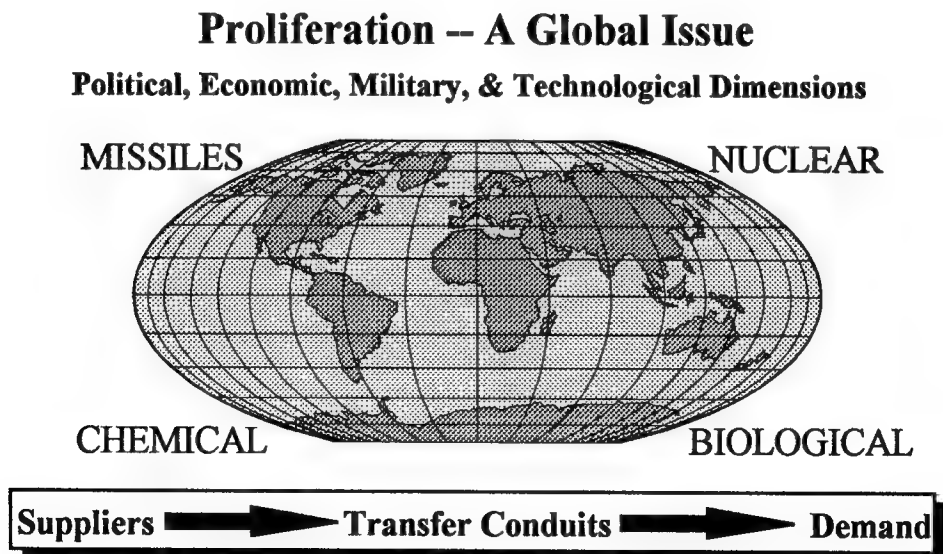 Proliferation -- A Global Issue
Political, Economic, Military, & Technological Dimensions
MISSILES NUCLEAR
CHEMICAL BIOLOGICAL
Suppliers Transfer Conduits Demand